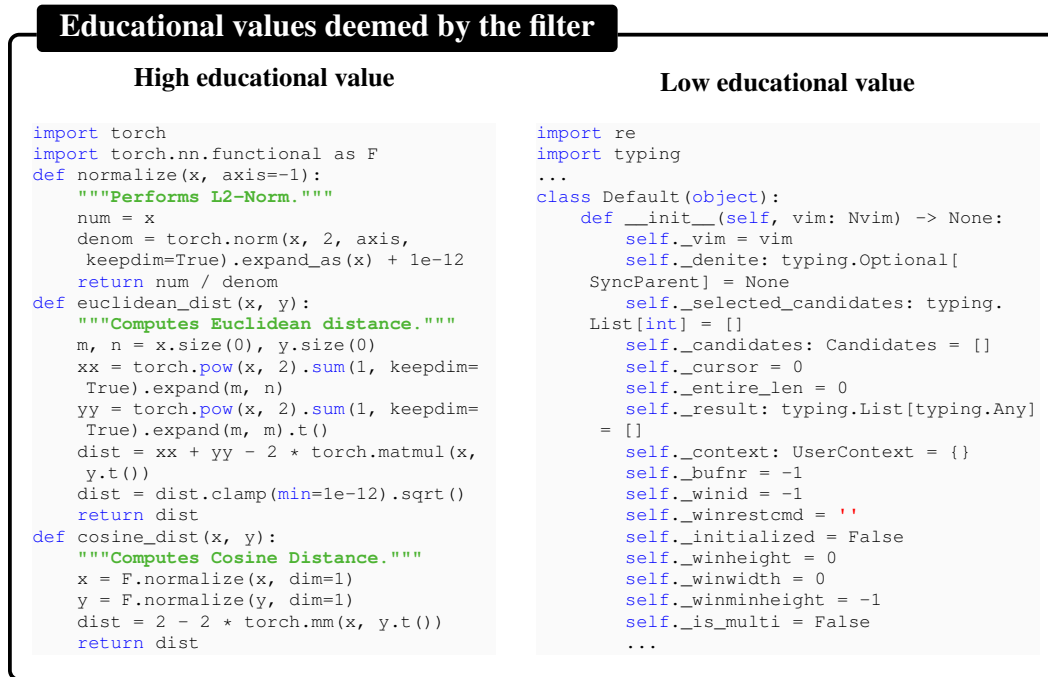 Educational values deemed by the filter
High educational value
import torch
import torch.nn.functional as F
def normalize(x, axis=-1):
    """Performs L2-Norm."""
    num = x
    denom = torch.norm(x, 2, axis,
     keepdim=True).expand_as(x) + 1e-12
    return num / denom
def euclidean_dist(x, y):
    """Computes Euclidean distance."""
    m, n = x.size(0), y.size(0)
    xx = torch.pow(x, 2).sum(1, keepdim=
     True).expand(m, n)
    yy = torch.pow(x, 2).sum(1, keepdim=
     True).expand(m, m).t()
    dist = xx + yy - 2 * torch.matmul(x,
     y.t())
    dist = dist.clamp(min=1e-12).sqrt()
    return dist
def cosine_dist(x, y):
    """Computes Cosine Distance."""
    x = F.normalize(x, dim=1)
    y = F.normalize(y, dim=1)
    dist = 2 - 2 * torch.mm(x, y.t())
    return dist
Low educational value
import re
import typing
...
class Default(object):
    def __init__(self, vim: Nvim) -> None:
        self._vim = vim
        self._denite: typing.Optional[
     SyncParent] = None
        self._selected_candidates: typing.
     List[int] = []
        self._candidates: Candidates = []
        self._cursor = 0
        self._entire_len = 0
        self._result: typing.List[typing.Any]
      = []
        self._context: UserContext = {}
        self._bufnr = -1
        self._winid = -1
        self._winrestcmd = ''
        self._initialized = False
        self._winheight = 0
        self._winwidth = 0
        self._winminheight = -1
        self._is_multi = False
        ...